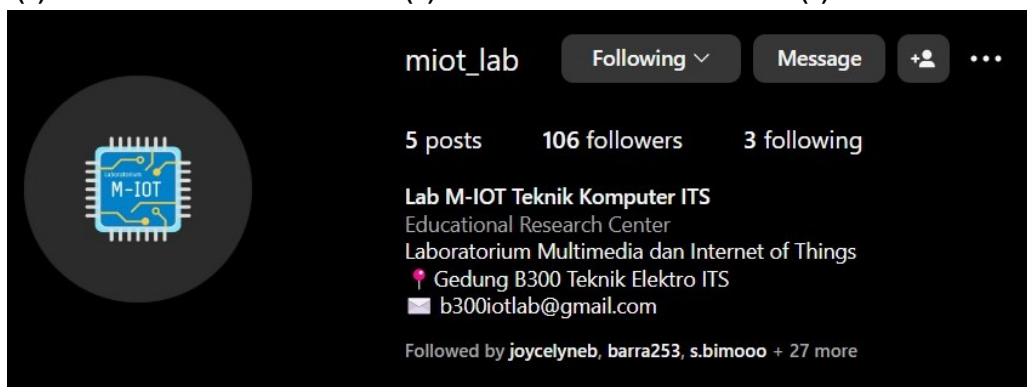 miot_lab Following Message
5 posts 106 followers 3 following
Laboratorium
M-IOT
Lab M-IOT Teknik Komputer ITS
Educational Research Center
Laboratorium Multimedia dan Internet of Things
📍 Gedung B300 Teknik Elektro ITS
✉️ b300iotlab@gmail.com
Followed by joycelyneb, barra253, s.bimooo + 27 more